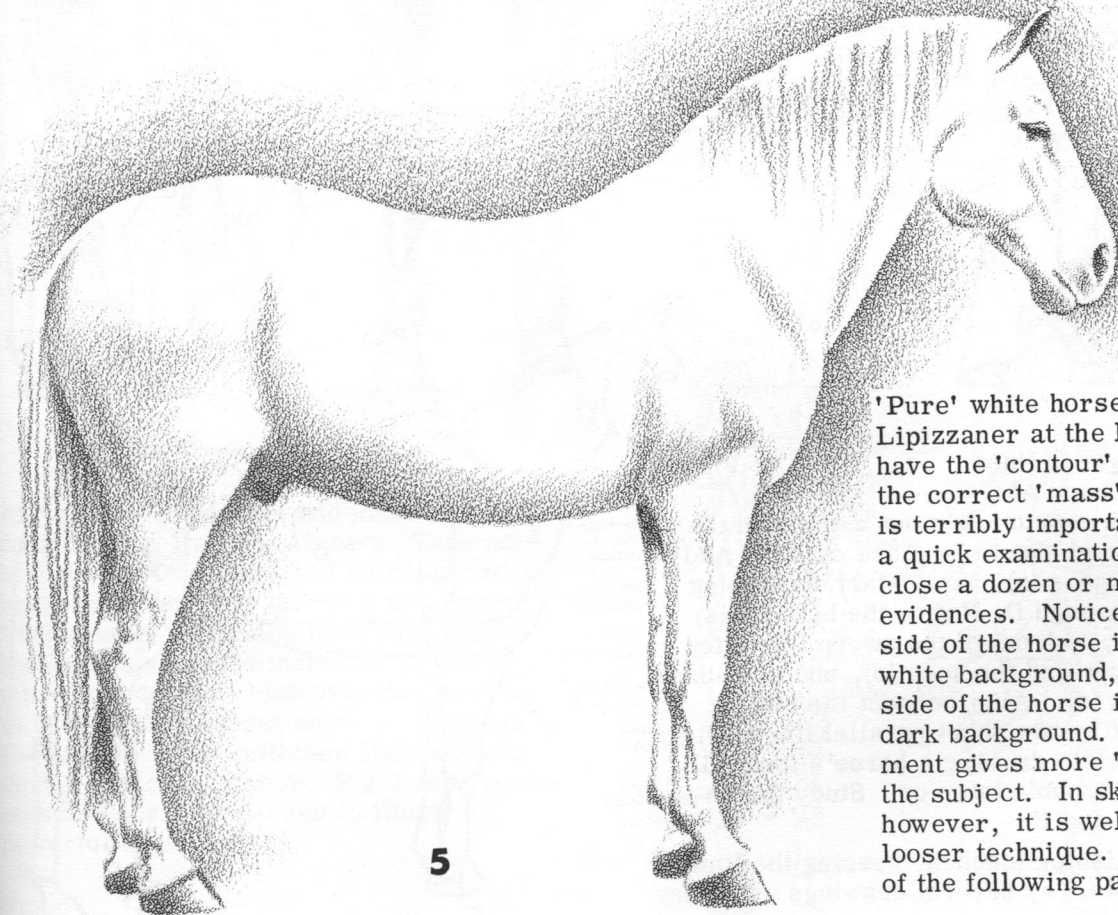 'Pure' white horse
Lipizzaner at the
have the 'contour'
the correct 'mass'
is terribly importa
a quick examinatio
close a dozen or
evidences. Notice
side of the horse i
white background,
side of the horse i
dark background.
ment gives more '
the subject. In sk
however, it is wel
looser technique.
of the following pa
5